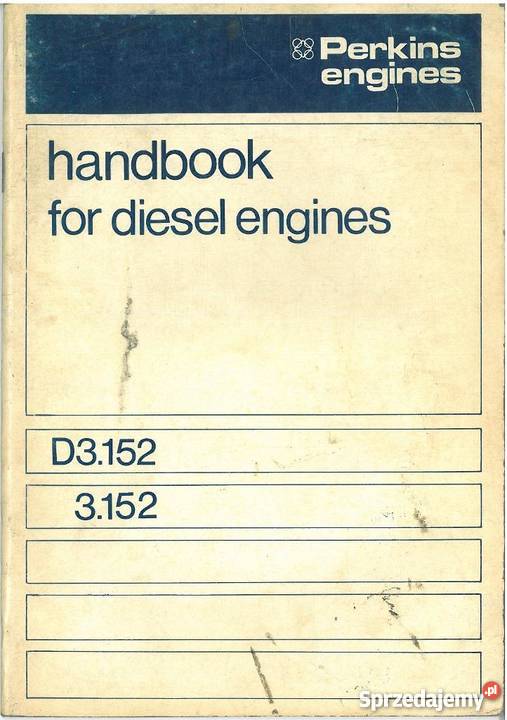 Perkins
engines
handbook
for diesel engines
D3.152
3.152
Sprzedajemy.pl